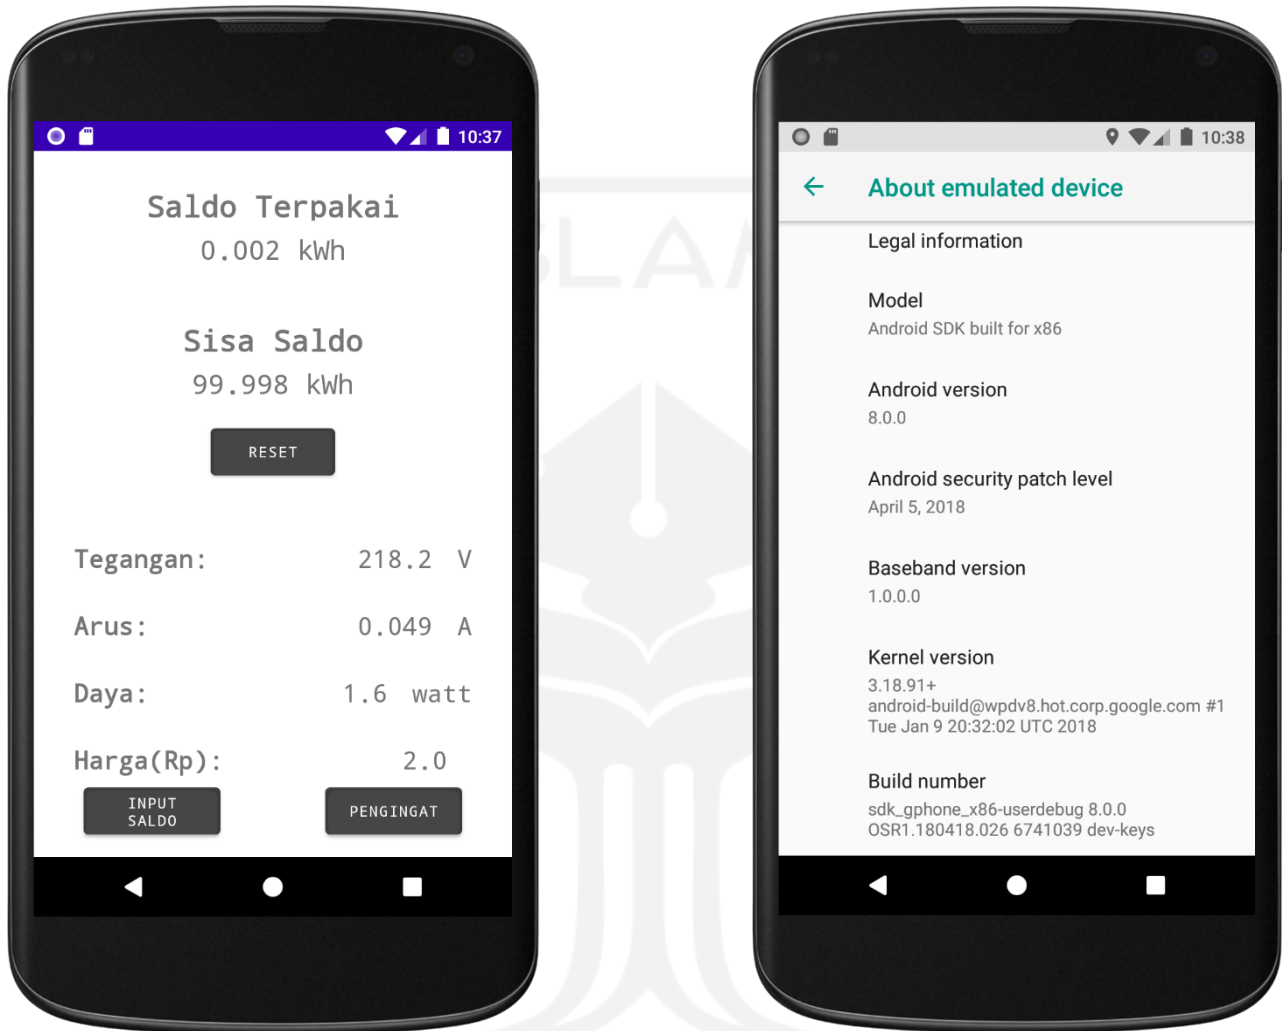 10:37
Saldo Terpakai
0.002 kWh
Sisa Saldo
99.998 kWh
RESET
Tegangan: 218.2 V
Arus: 0.049 A
Daya: 1.6 watt
Harga(Rp): 2.0
INPUT
SALDO
PENGINGAT
10:38
About emulated device
Legal information
Model
Android SDK built for x86
Android version
8.0.0
Android security patch level
April 5, 2018
Baseband version
1.0.0.0
Kernel version
3.18.91+
android-build@wpdv8.hot.corp.google.com #1
Tue Jan 9 20:32:02 UTC 2018
Build number
sdk_gphone_x86-userdebug 8.0.0
OSR1.180418.026 6741039 dev-keys